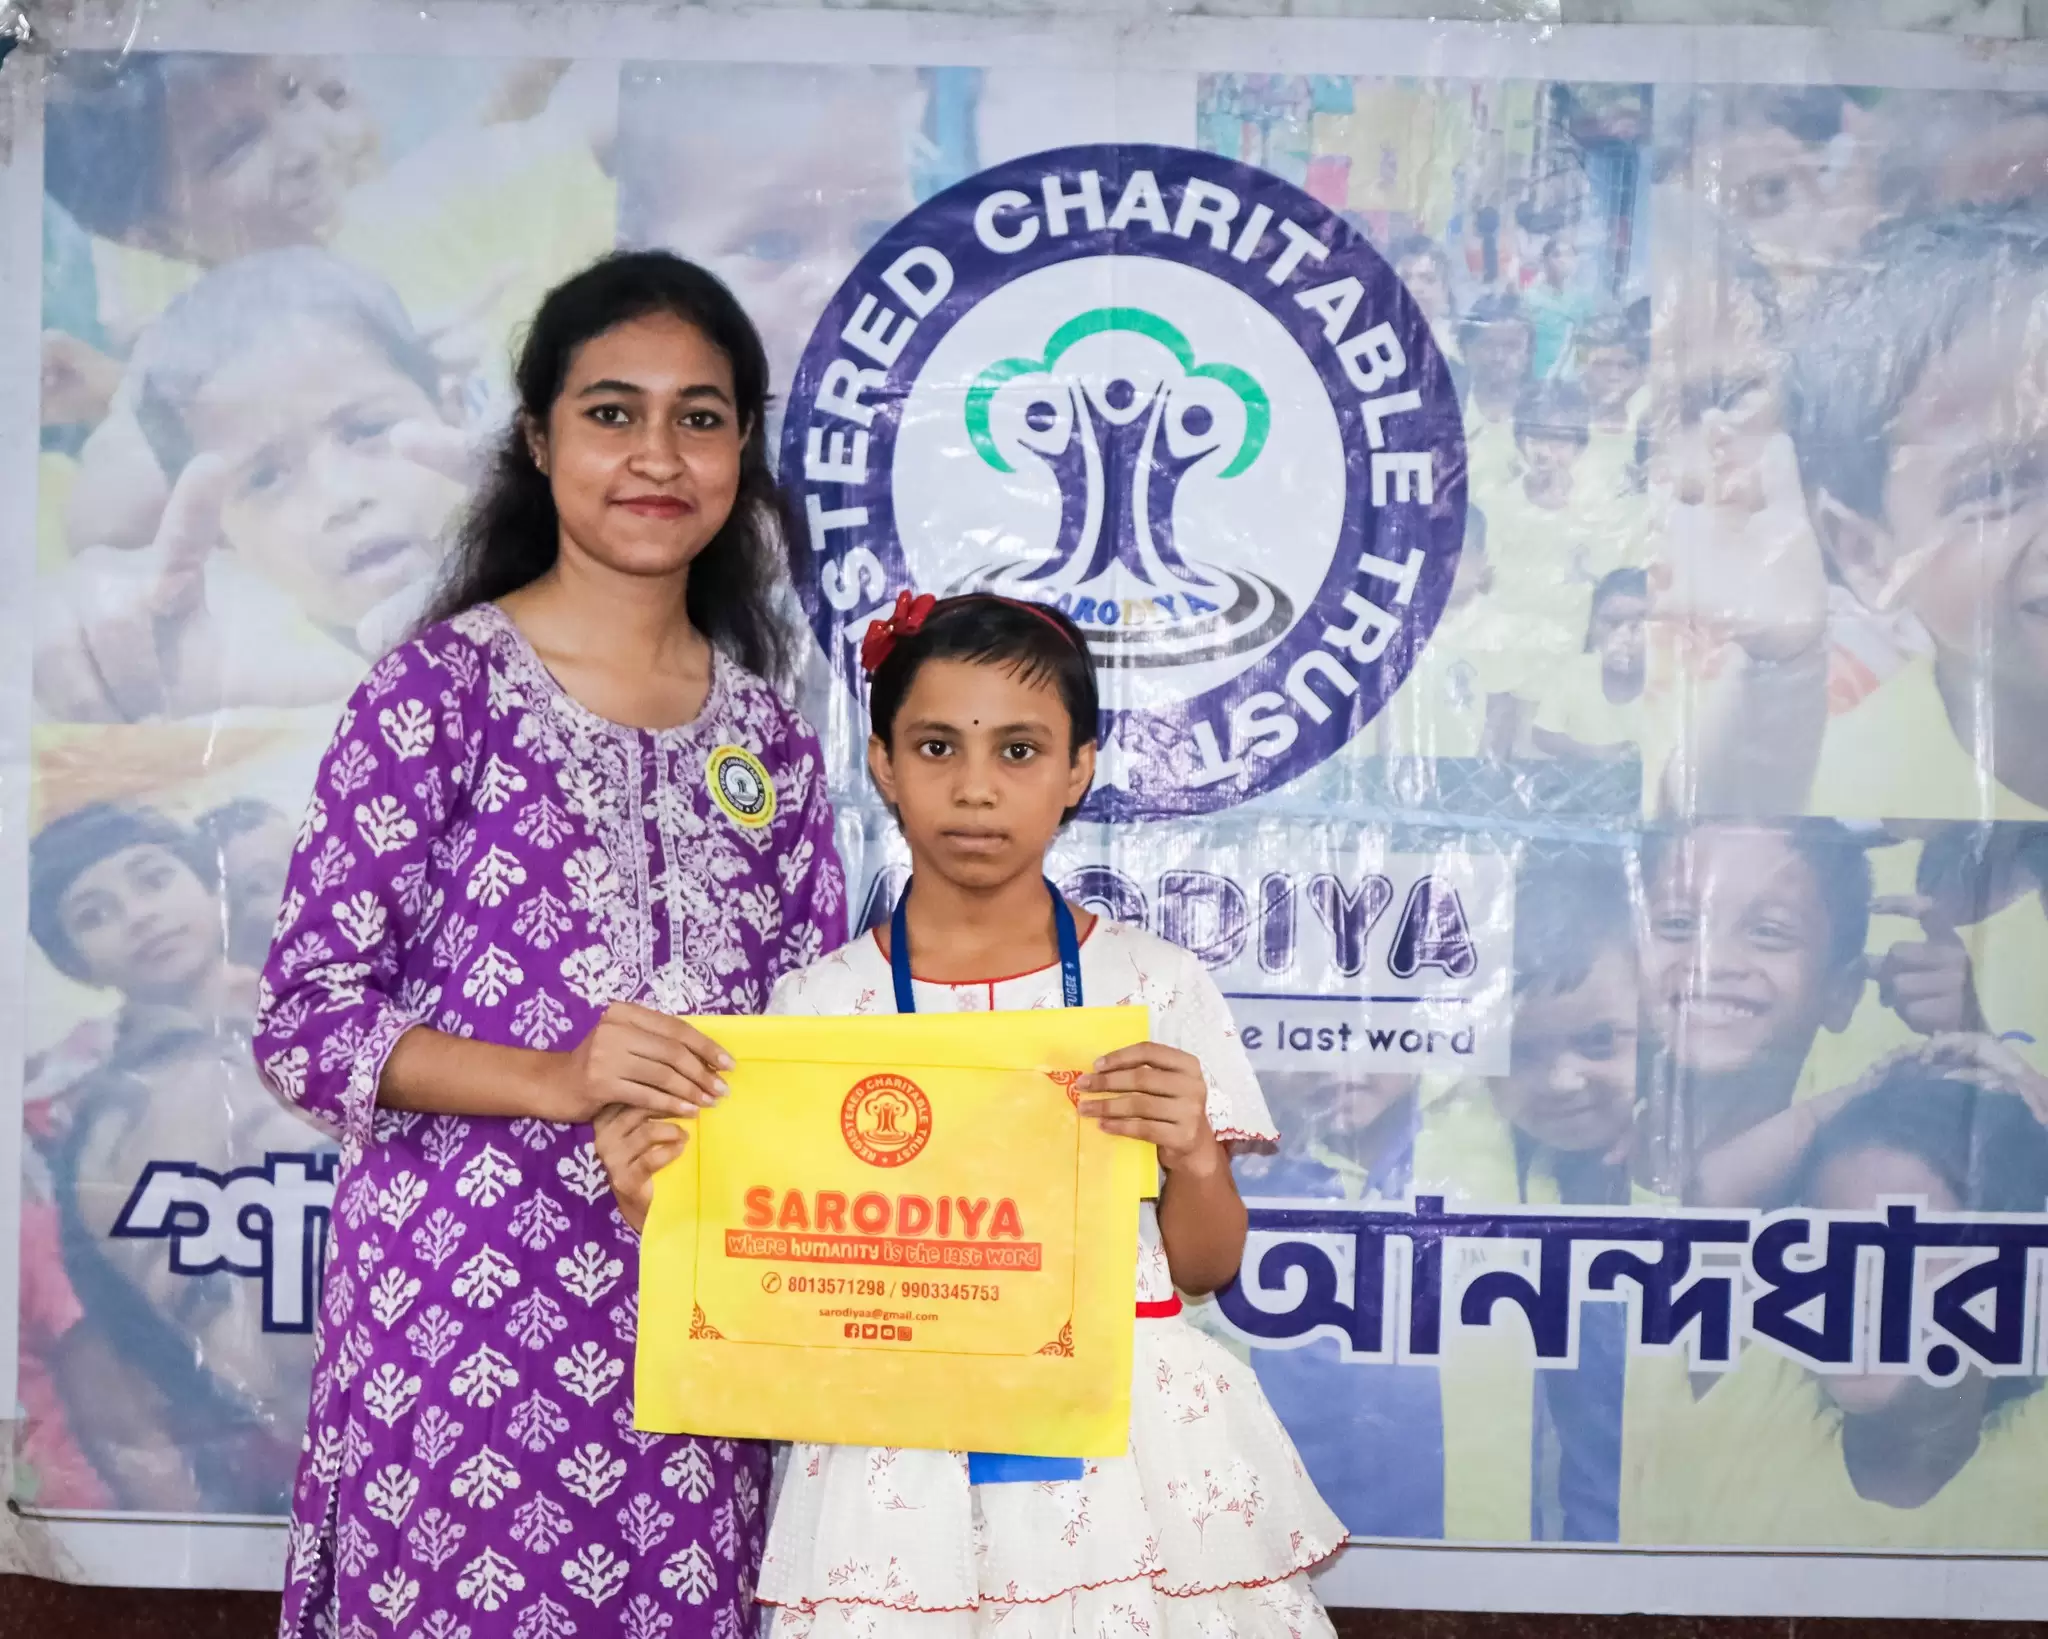 REGISTERED CHARITABLE TRUST
SARODIYA
RODIYA
e last word
আনন্দধারা
REGISTERED CHARITABLE TRUST
SARODIYA
where humanity is the last word
8013571298 / 9903345753
sarodiyaa@gmail.com